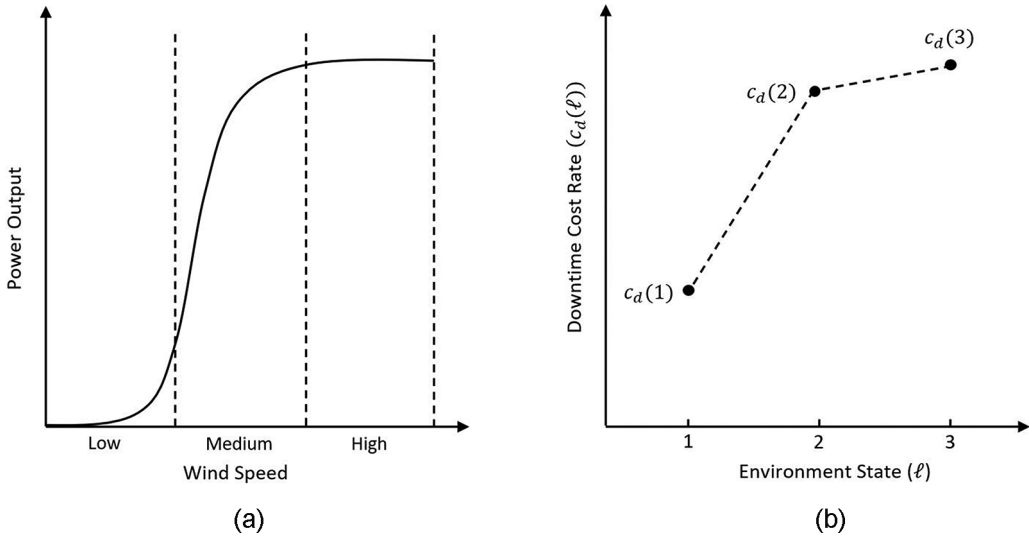 Power Output
Low Medium High
Wind Speed
(a)
Downtime Cost Rate (c_d(ℓ))
c_d(1)
c_d(2)
c_d(3)
1 2 3
Environment State (ℓ)
(b)